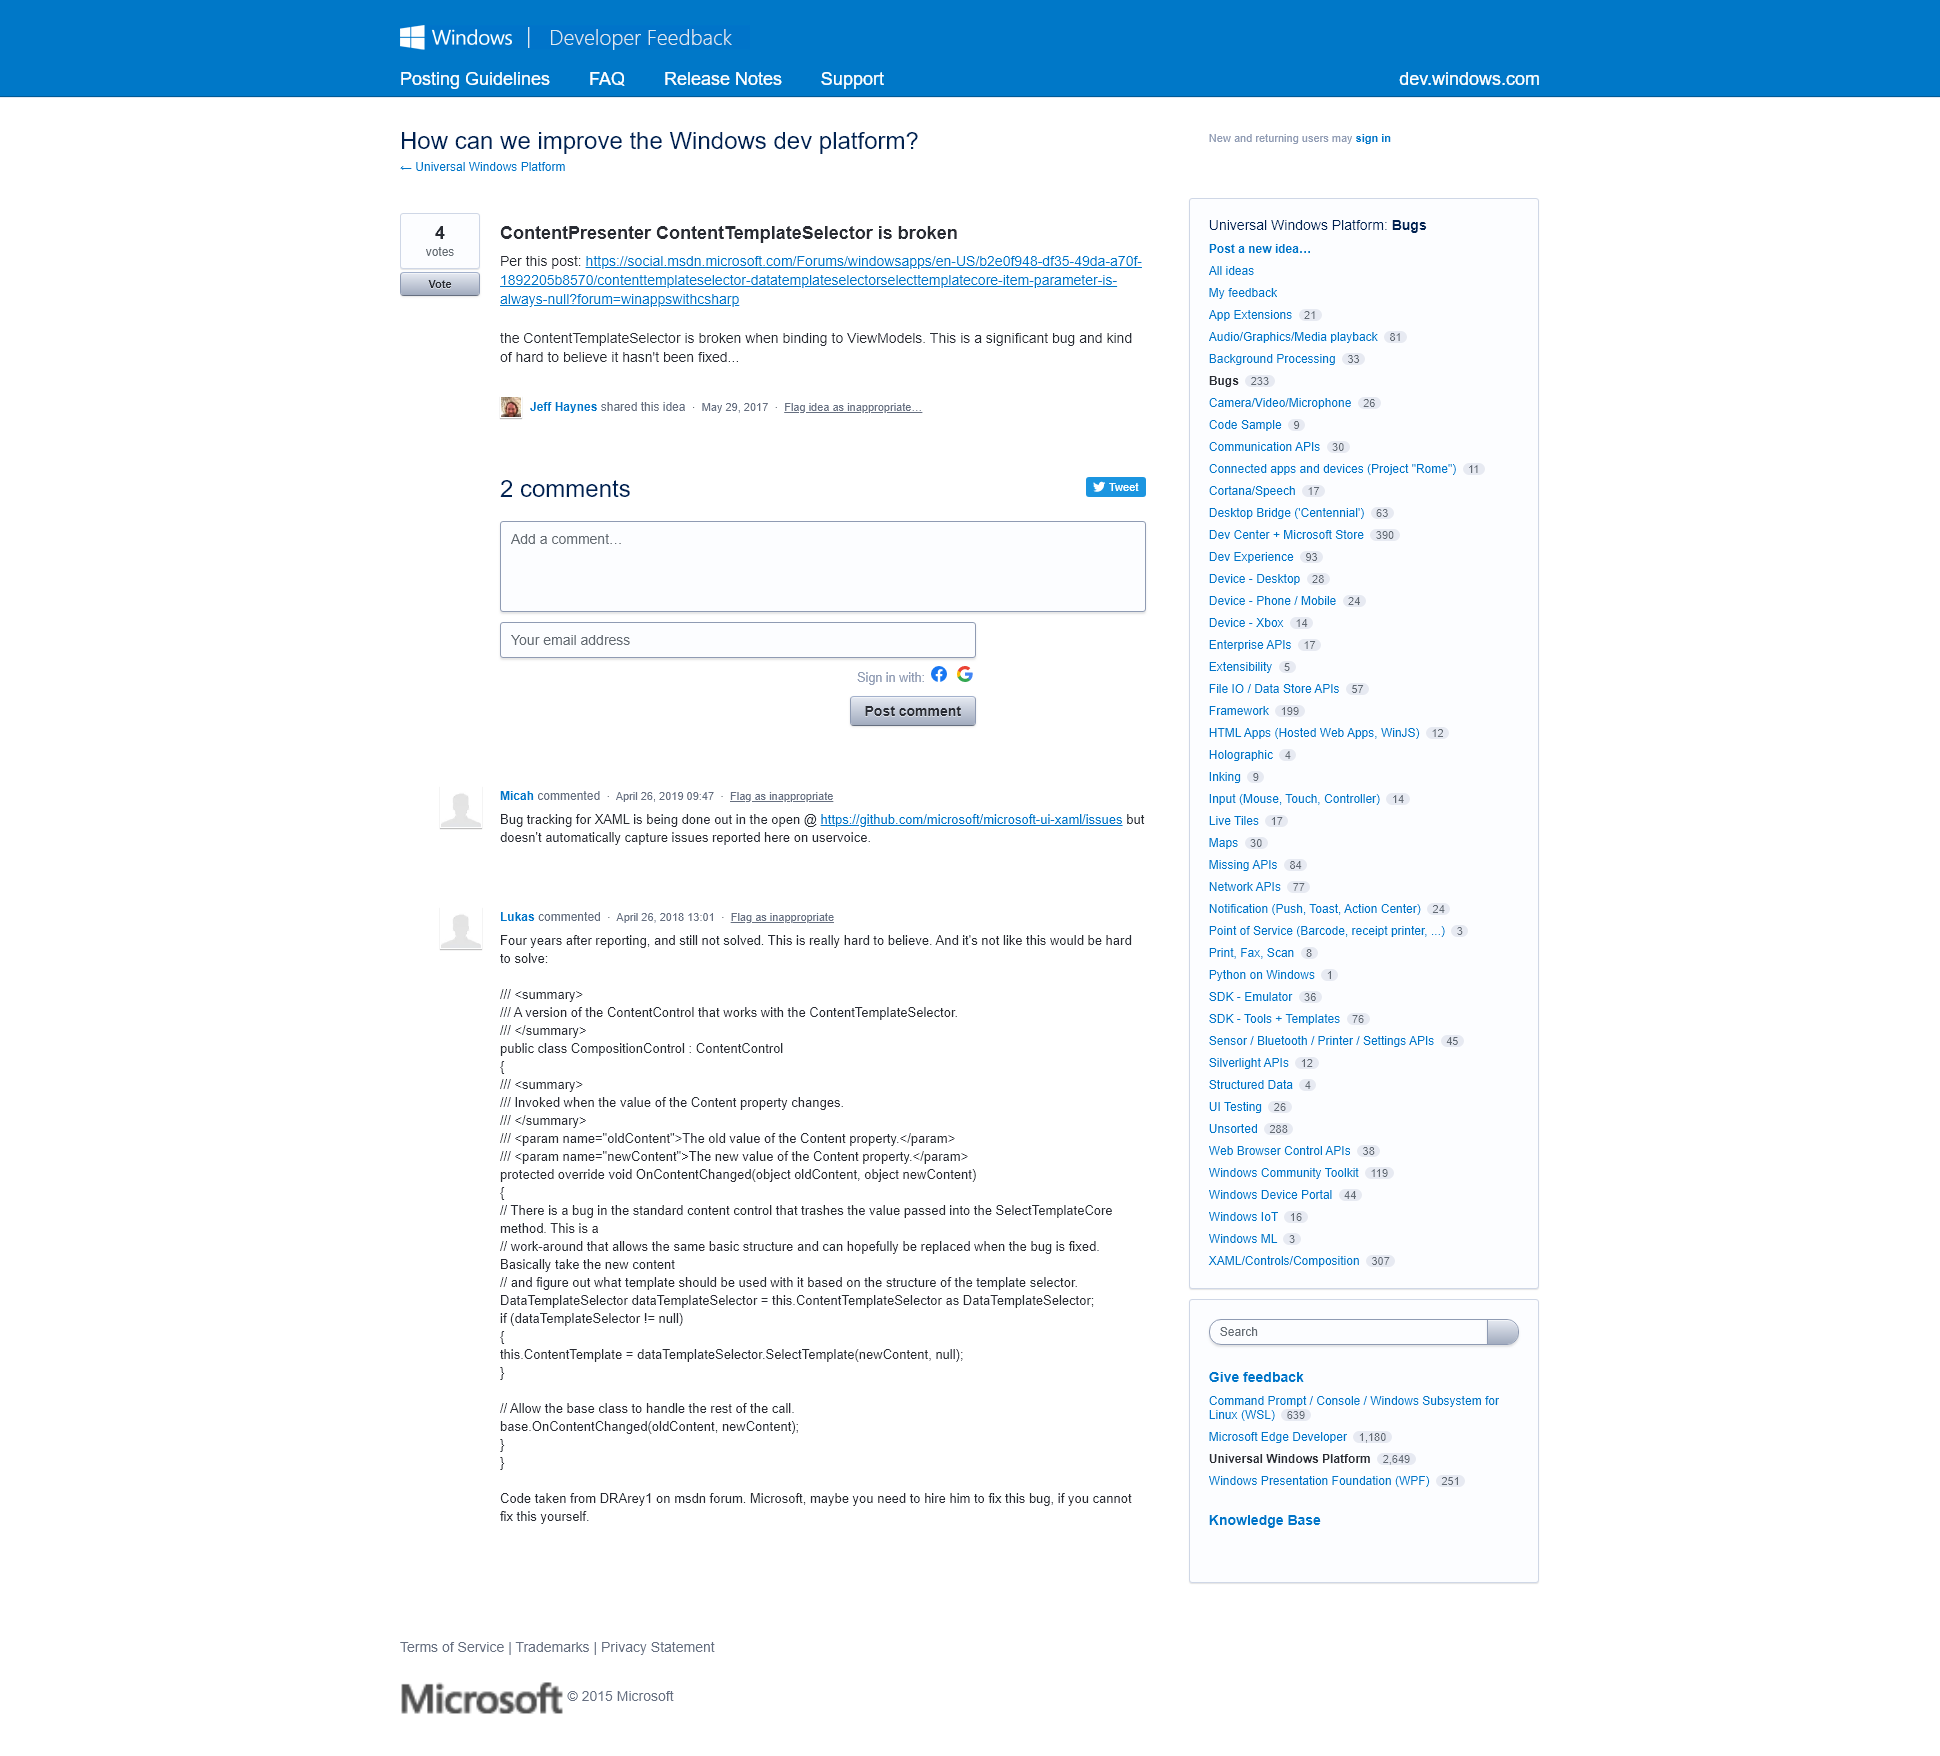 Windows | Developer Feedback
Posting Guidelines FAQ Release Notes Support dev.windows.com
How can we improve the Windows dev platform?
← Universal Windows Platform
New and returning users may sign in
4
votes
Vote
ContentPresenter ContentTemplateSelector is broken
Per this post: https://social.msdn.microsoft.com/Forums/windowsapps/en-US/b2e0f948-df35-49da-a70f-
1892205b8570/contenttemplateselector-datatemplateselectorselecttemplatecore-item-parameter-is-
always-null?forum=winappswithcsharp
the ContentTemplateSelector is broken when binding to ViewModels. This is a significant bug and kind
of hard to believe it hasn't been fixed...
Jeff Haynes shared this idea · May 29, 2017 · Flag idea as inappropriate…
2 comments
Tweet
Add a comment…
Your email address
Sign in with:
Post comment
Micah commented · April 26, 2019 09:47 · Flag as inappropriate
Bug tracking for XAML is being done out in the open @ https://github.com/microsoft/microsoft-ui-xaml/issues but
doesn’t automatically capture issues reported here on uservoice.
Lukas commented · April 26, 2018 13:01 · Flag as inappropriate
Four years after reporting, and still not solved. This is really hard to believe. And it's not like this would be hard
to solve:
/// <summary>
/// A version of the ContentControl that works with the ContentTemplateSelector.
/// </summary>
public class CompositionControl : ContentControl
{
/// <summary>
/// Invoked when the value of the Content property changes.
/// </summary>
/// <param name="oldContent">The old value of the Content property.</param>
/// <param name="newContent">The new value of the Content property.</param>
protected override void OnContentChanged(object oldContent, object newContent)
{
// There is a bug in the standard content control that trashes the value passed into the SelectTemplateCore
method. This is a
// work-around that allows the same basic structure and can hopefully be replaced when the bug is fixed.
Basically take the new content
// and figure out what template should be used with it based on the structure of the template selector.
DataTemplateSelector dataTemplateSelector = this.ContentTemplateSelector as DataTemplateSelector;
if (dataTemplateSelector != null)
{
this.ContentTemplate = dataTemplateSelector.SelectTemplate(newContent, null);
}
// Allow the base class to handle the rest of the call.
base.OnContentChanged(oldContent, newContent);
}
}
Code taken from DRArey1 on msdn forum. Microsoft, maybe you need to hire him to fix this bug, if you cannot
fix this yourself.
Universal Windows Platform: Bugs
Post a new idea…
All ideas
My feedback
App Extensions 21
Audio/Graphics/Media playback 81
Background Processing 33
Bugs 233
Camera/Video/Microphone 26
Code Sample 9
Communication APIs 30
Connected apps and devices (Project "Rome") 11
Cortana/Speech 17
Desktop Bridge ('Centennial') 63
Dev Center + Microsoft Store 390
Dev Experience 93
Device - Desktop 28
Device - Phone / Mobile 24
Device - Xbox 14
Enterprise APIs 17
Extensibility 5
File IO / Data Store APIs 57
Framework 199
HTML Apps (Hosted Web Apps, WinJS) 12
Holographic 4
Inking 9
Input (Mouse, Touch, Controller) 14
Live Tiles 17
Maps 30
Missing APIs 84
Network APIs 77
Notification (Push, Toast, Action Center) 24
Point of Service (Barcode, receipt printer, ...) 3
Print, Fax, Scan 8
Python on Windows 1
SDK - Emulator 36
SDK - Tools + Templates 76
Sensor / Bluetooth / Printer / Settings APIs 45
Silverlight APIs 12
Structured Data 4
UI Testing 26
Unsorted 288
Web Browser Control APIs 38
Windows Community Toolkit 119
Windows Device Portal 44
Windows IoT 16
Windows ML 3
XAML/Controls/Composition 307
Search
Give feedback
Command Prompt / Console / Windows Subsystem for
Linux (WSL) 639
Microsoft Edge Developer 1,180
Universal Windows Platform 2,649
Windows Presentation Foundation (WPF) 251
Knowledge Base
Terms of Service | Trademarks | Privacy Statement
Microsoft © 2015 Microsoft